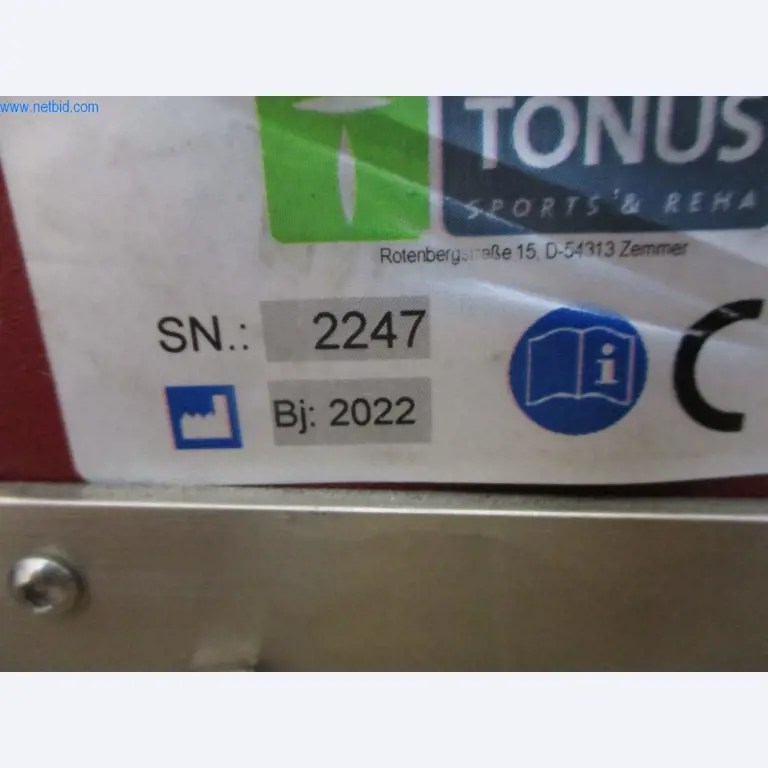 www.netbid.com
TONUS
SPORTS & REHA
Rotenbergstraße 15, D-54313 Zemmer
SN.: 2247
i
Bj: 2022